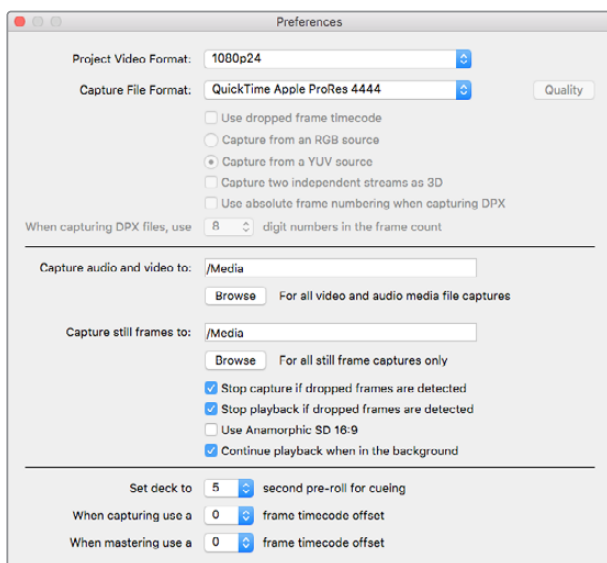 Preferences
Project Video Format: 1080p24
Capture File Format: QuickTime Apple ProRes 4444 Quality
Use dropped frame timecode
Capture from an RGB source
Capture from a YUV source
Capture two independent streams as 3D
Use absolute frame numbering when capturing DPX
When capturing DPX files, use 8 digit numbers in the frame count
Capture audio and video to: /Media
Browse For all video and audio media file captures
Capture still frames to: /Media
Browse For all still frame captures only
Stop capture if dropped frames are detected
Stop playback if dropped frames are detected
Use Anamorphic SD 16:9
Continue playback when in the background
Set deck to 5 second pre-roll for cueing
When capturing use a 0 frame timecode offset
When mastering use a 0 frame timecode offset